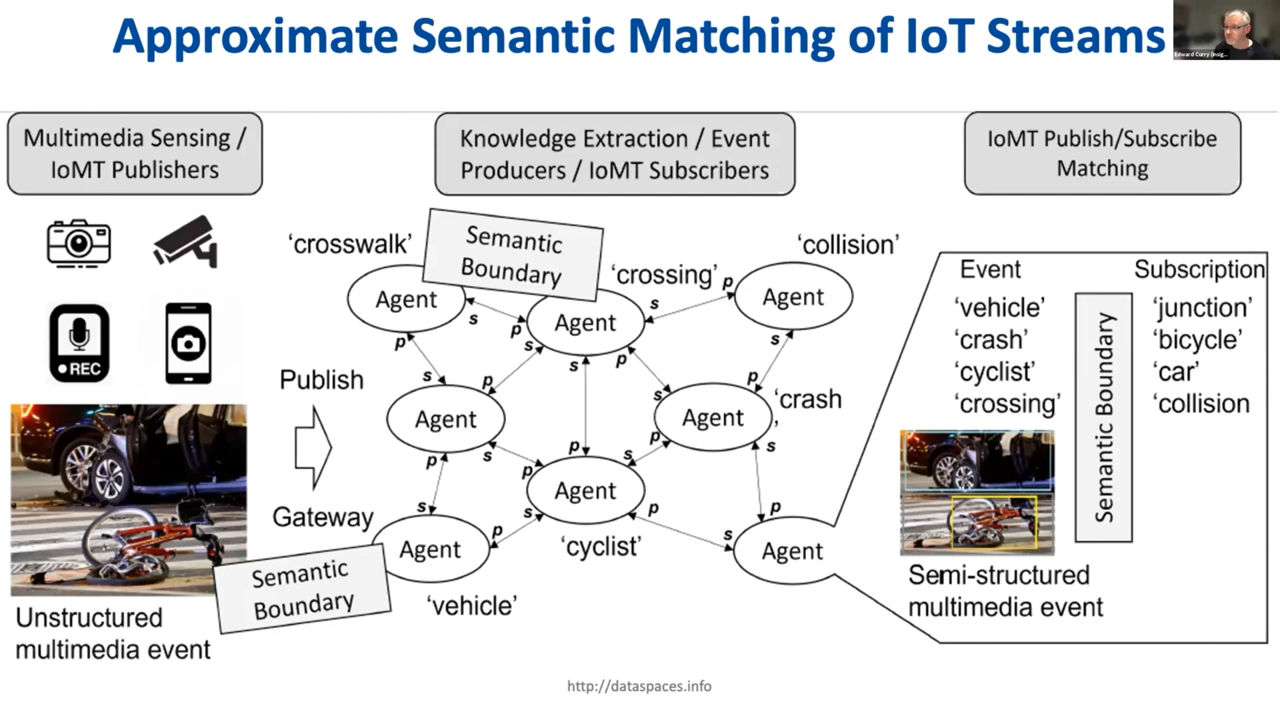 Approximate Semantic Matching of IoT Streams
Multimedia Sensing /
IoMT Publishers
Knowledge Extraction / Event
Producers / IoMT Subscribers
IoMT Publish/Subscribe
Matching
REC
Publish
Gateway
Unstructured
multimedia event
Semantic
Boundary
'crosswalk'
Semantic
Boundary
'crossing'
'collision'
Agent
Agent
Agent
s
p
s
p
p
s
p
s
s
p
s
p
s
Agent
Agent
'crash
,
p
s
p
s
p
s
p
s
p
s
Agent
p
s
p
s
p
'cyclist'
Agent
Agent
'vehicle'
Event
'vehicle'
'crash'
'cyclist'
'crossing'
Semantic Boundary
Subscription
'junction'
'bicycle'
'car'
'collision
Semi-structured
multimedia event
http://dataspaces.info